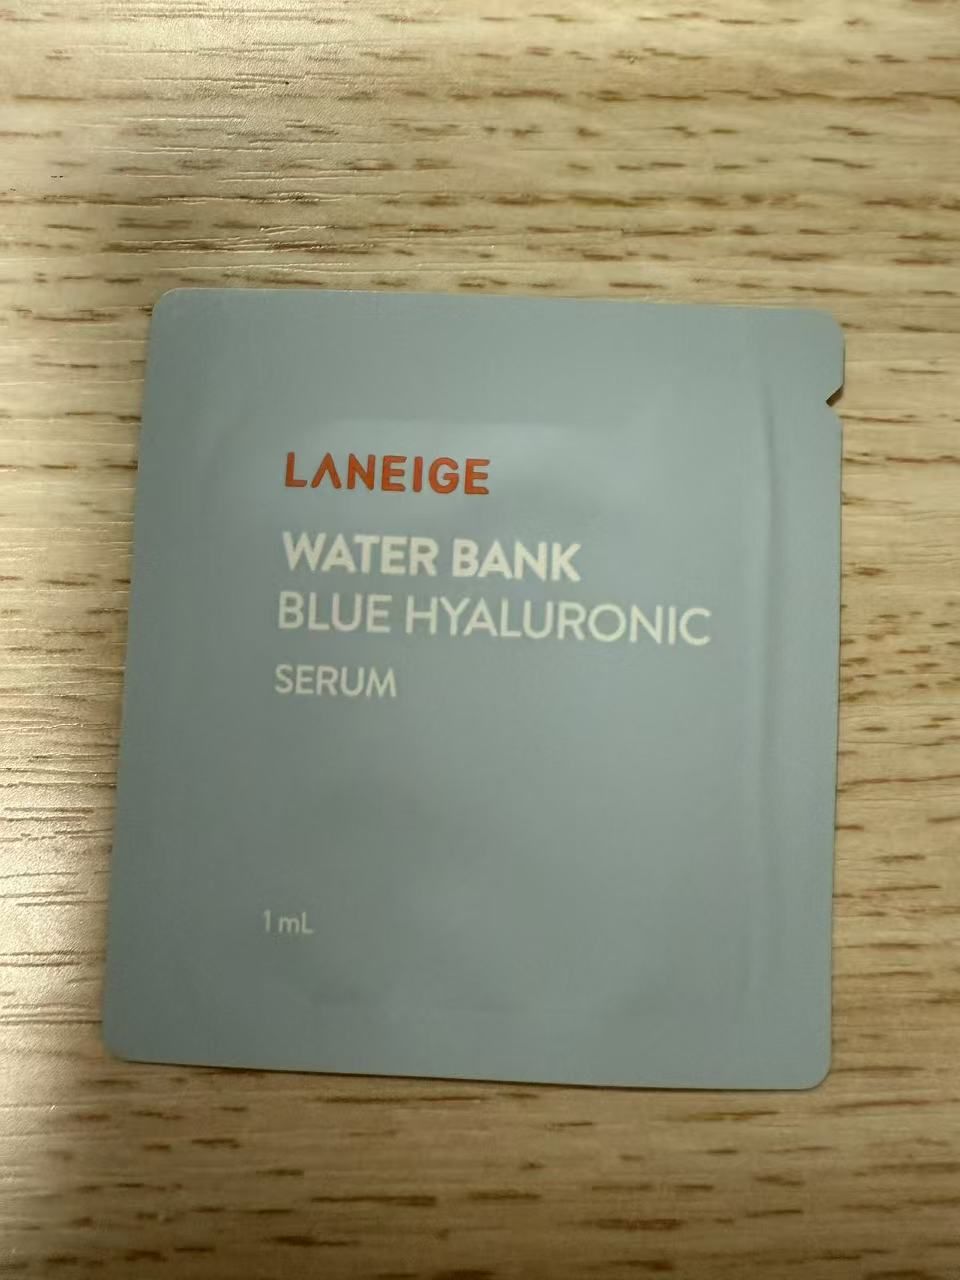 LANEIGE
WATER BANK
BLUE HYALURONIC
SERUM
1 mL